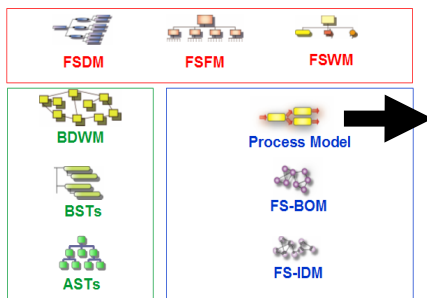 FSDM
FSFM
FSWM
BDWM
Process Model
BSTs
FS-BOM
ASTs
FS-IDM